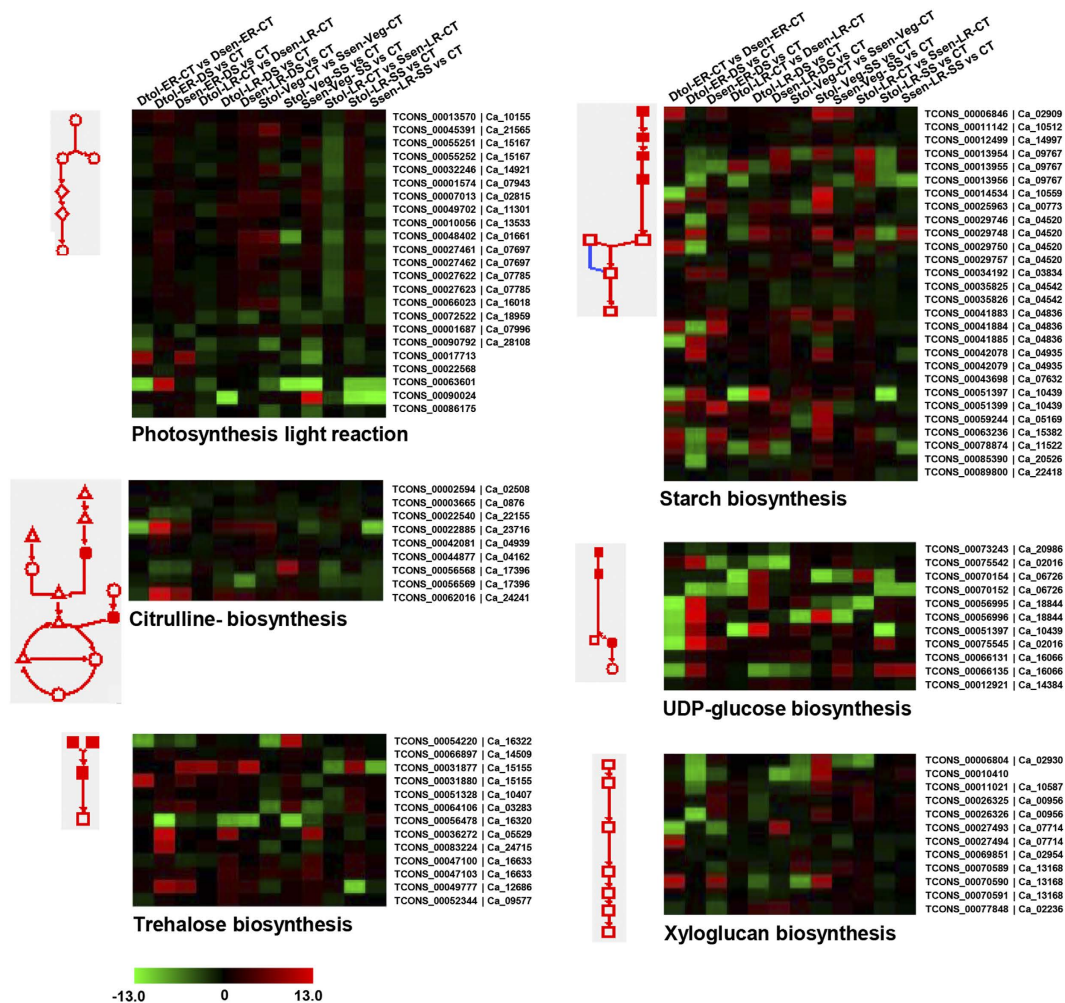 Dtol-ER-CT vs Dsen-ER-CT
Dtol-ER-DS vs CT
Dsen-ER-DS vs CT
Dtol-LR-CT vs Dsen-LR-CT
Dtol-LR-DS vs CT
Dsen-LR-DS vs CT
Stol-Veg-CT vs Ssen-Veg-CT
Stol-Veg-SS vs CT
Ssen-Veg-SS vs CT
Stol-LR-CT vs Ssen-LR-CT
Stol-LR-SS vs CT
Ssen-LR-SS vs CT
TCONS_00013570 | Ca_10155
TCONS_00045391 | Ca_21565
TCONS_00055251 | Ca_15167
TCONS_00055252 | Ca_15167
TCONS_00032246 | Ca_14921
TCONS_00001574 | Ca_07943
TCONS_00007013 | Ca_02815
TCONS_00049702 | Ca_11301
TCONS_00010056 | Ca_13533
TCONS_00048402 | Ca_01661
TCONS_00027461 | Ca_07697
TCONS_00027462 | Ca_07697
TCONS_00027622 | Ca_07785
TCONS_00027623 | Ca_07785
TCONS_00066023 | Ca_16018
TCONS_00072522 | Ca_18959
TCONS_00001687 | Ca_07996
TCONS_00090792 | Ca_28108
TCONS_00017713
TCONS_00022568
TCONS_00063601
TCONS_00090024
TCONS_00086175
Photosynthesis light reaction
TCONS_00002594 | Ca_02508
TCONS_00003665 | Ca_0876
TCONS_00022540 | Ca_22155
TCONS_00022885 | Ca_23716
TCONS_00042081 | Ca_04939
TCONS_00044877 | Ca_04162
TCONS_00056568 | Ca_17396
TCONS_00056569 | Ca_17396
TCONS_00062016 | Ca_24241
Citrulline- biosynthesis
TCONS_00054220 | Ca_16322
TCONS_00066897 | Ca_14509
TCONS_00031877 | Ca_15155
TCONS_00031880 | Ca_15155
TCONS_00051328 | Ca_10407
TCONS_00064106 | Ca_03283
TCONS_00056478 | Ca_16320
TCONS_00036272 | Ca_05529
TCONS_00083224 | Ca_24715
TCONS_00047100 | Ca_16633
TCONS_00047103 | Ca_16633
TCONS_00049777 | Ca_12686
TCONS_00052344 | Ca_09577
Trehalose biosynthesis
-13.0
0
13.0
Dtol-ER-CT vs Dsen-ER-CT
Dtol-ER-DS vs CT
Dsen-ER-DS vs CT
Dtol-LR-CT vs Dsen-LR-CT
Dtol-LR-DS vs CT
Dsen-LR-DS vs CT
Stol-Veg-CT vs Ssen-Veg-CT
Stol-Veg-SS vs CT
Ssen-Veg-SS vs CT
Stol-LR-CT vs Ssen-LR-CT
Stol-LR-SS vs CT
Ssen-LR-SS vs CT
TCONS_00006846 | Ca_02909
TCONS_00011142 | Ca_10512
TCONS_00012499 | Ca_14997
TCONS_00013954 | Ca_09767
TCONS_00013955 | Ca_09767
TCONS_00013956 | Ca_09767
TCONS_00014534 | Ca_10559
TCONS_00025963 | Ca_00773
TCONS_00029746 | Ca_04520
TCONS_00029748 | Ca_04520
TCONS_00029750 | Ca_04520
TCONS_00029757 | Ca_04520
TCONS_00034192 | Ca_03834
TCONS_00035825 | Ca_04542
TCONS_00035826 | Ca_04542
TCONS_00041883 | Ca_04836
TCONS_00041884 | Ca_04836
TCONS_00041885 | Ca_04836
TCONS_00042078 | Ca_04935
TCONS_00042079 | Ca_04935
TCONS_00043698 | Ca_07632
TCONS_00051397 | Ca_10439
TCONS_00051399 | Ca_10439
TCONS_00059244 | Ca_05169
TCONS_00063236 | Ca_15382
TCONS_00078874 | Ca_11522
TCONS_00085390 | Ca_20526
TCONS_00089800 | Ca_22418
Starch biosynthesis
TCONS_00073243 | Ca_20986
TCONS_00075542 | Ca_02016
TCONS_00070154 | Ca_06726
TCONS_00070152 | Ca_06726
TCONS_00056995 | Ca_18844
TCONS_00056996 | Ca_18844
TCONS_00051397 | Ca_10439
TCONS_00075545 | Ca_02016
TCONS_00066131 | Ca_16066
TCONS_00066135 | Ca_16066
TCONS_00012921 | Ca_14384
UDP-glucose biosynthesis
TCONS_00006804 | Ca_02930
TCONS_00010410
TCONS_00011021 | Ca_10587
TCONS_00026325 | Ca_00956
TCONS_00026326 | Ca_00956
TCONS_00027493 | Ca_07714
TCONS_00027494 | Ca_07714
TCONS_00069851 | Ca_02954
TCONS_00070589 | Ca_13168
TCONS_00070590 | Ca_13168
TCONS_00070591 | Ca_13168
TCONS_00077848 | Ca_02236
Xyloglucan biosynthesis